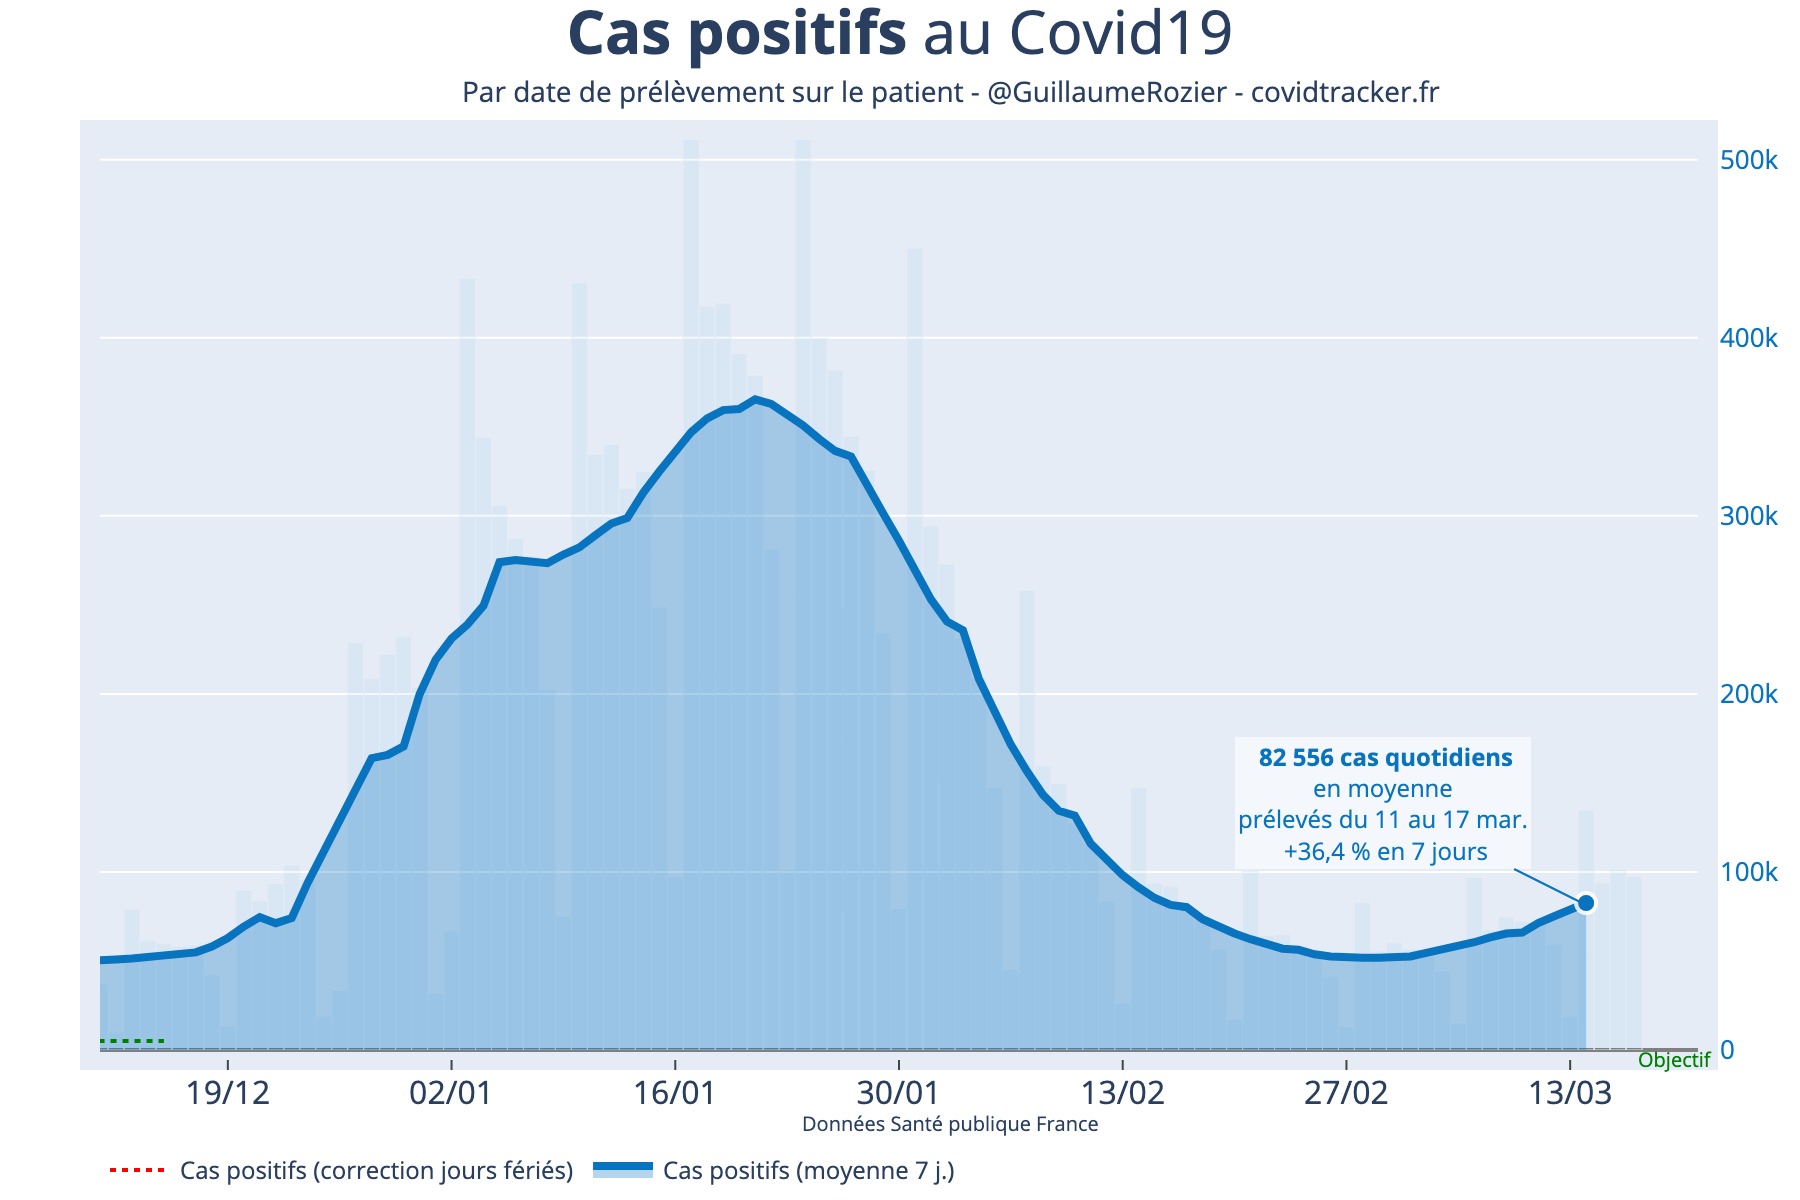 Cas positifs au Covid19
Par date de prélèvement sur le patient - @GuillaumeRozier - covidtracker.fr
500k
400k
300k
200k
82 556 cas quotidiens
en moyenne
prélevés du 11 au 17 mar.
+36,4 % en 7 jours
100k
0
Objectif
19/12 02/01 16/01 30/01 13/02 27/02 13/03
Données Santé publique France
Cas positifs (correction jours fériés) Cas positifs (moyenne 7 j.)